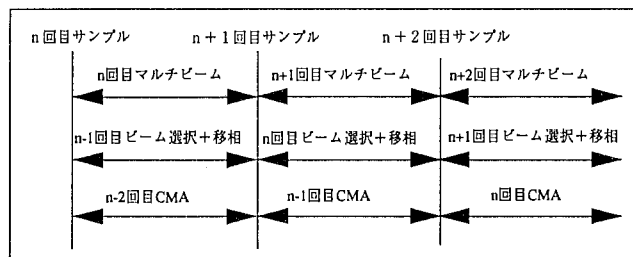 n回目サンプル n+1回目サンプル n+2回目サンプル
n回目マルチビーム n+1回目マルチビーム n+2回目マルチビーム
n-1回目ビーム選択+移相 n回目ビーム選択+移相 n+1回目ビーム選択+移相
n-2回目CMA n-1回目CMA n回目CMA